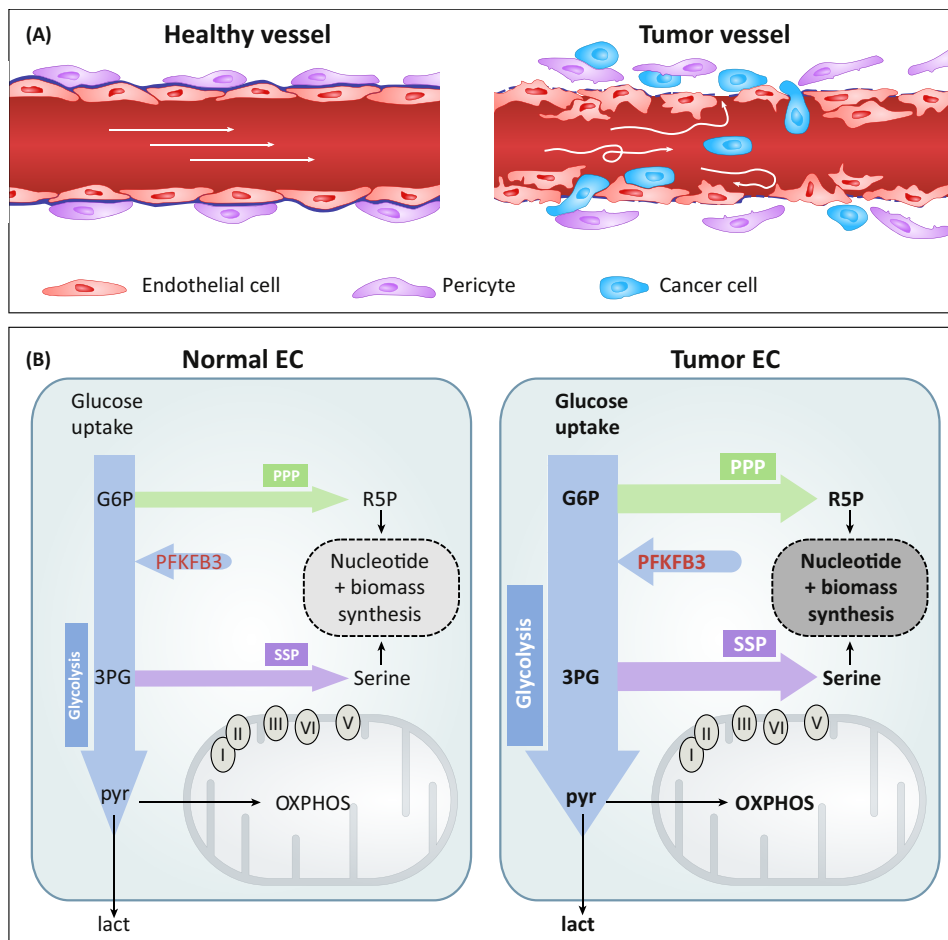 (A)
Healthy vessel
Tumor vessel
Endothelial cell
Pericyte
Cancer cell
(B)
Normal EC
Glucose
uptake
PPP
G6P
R5P
PFKFB3
Nucleotide
+ biomass
synthesis
Glycolysis
SSP
3PG
Serine
I
II
III
VI
V
pyr
OXPHOS
lact
Tumor EC
Glucose
uptake
PPP
G6P
R5P
PFKFB3
Nucleotide
+ biomass
synthesis
Glycolysis
SSP
3PG
Serine
I
II
III
VI
V
pyr
OXPHOS
lact